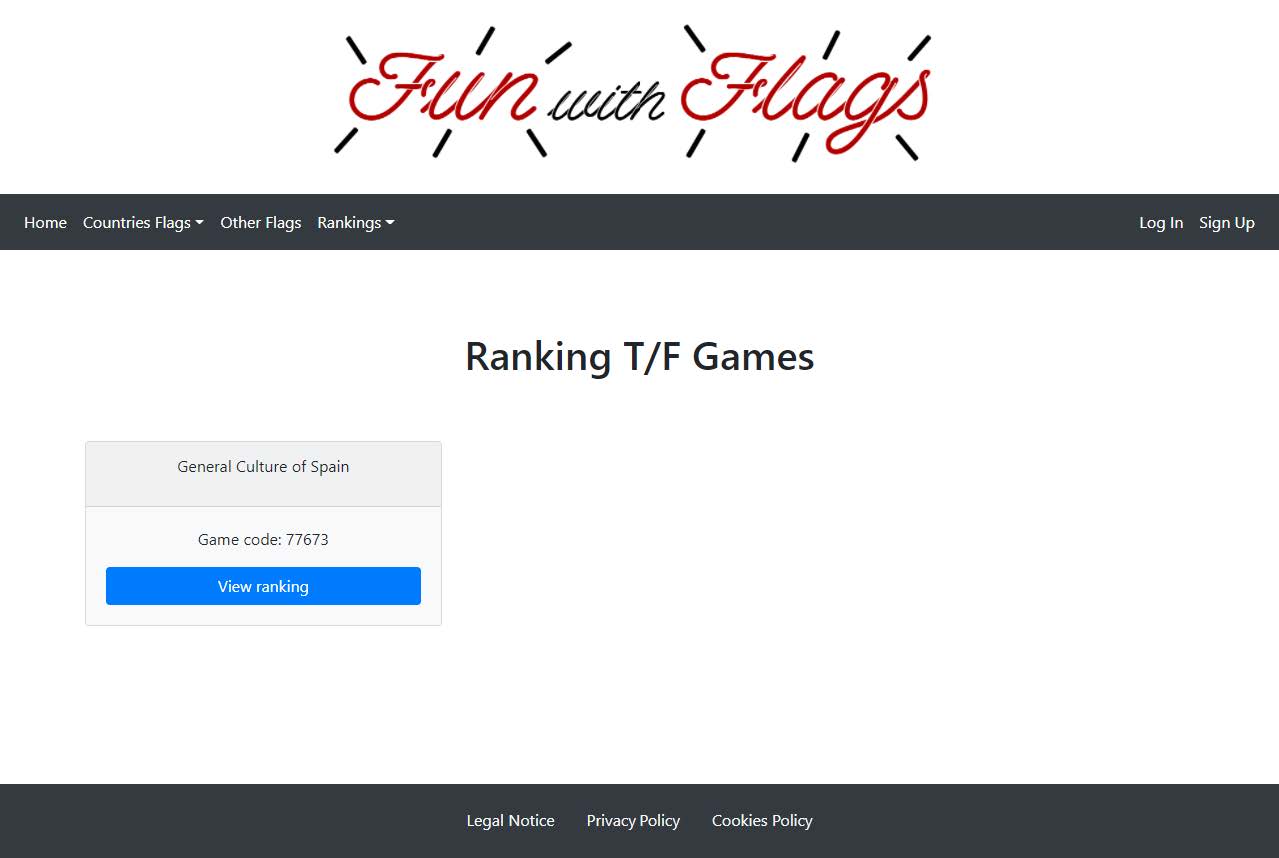 Fun with Flags
Home Countries Flags Other Flags Rankings Log In Sign Up
Ranking T/F Games
General Culture of Spain
Game code: 77673
View ranking
Legal Notice Privacy Policy Cookies Policy